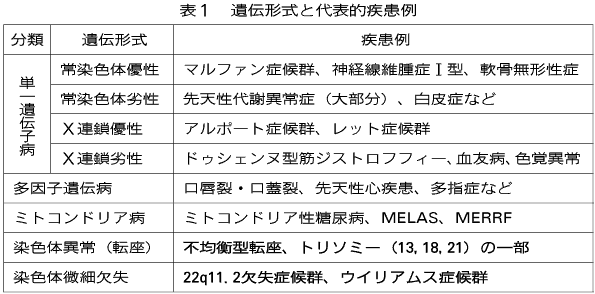 表1 遺伝形式と代表的疾患例
分類 遺伝形式 疾患例
単一遺伝子病
常染色体優性 マルファン症候群、神経線維腫症Ⅰ型、軟骨無形性症
常染色体劣性 先天性代謝異常症（大部分）、白皮症など
X連鎖優性 アルポート症候群、レット症候群
X連鎖劣性 ドゥシェンヌ型筋ジストロフフィー、血友病、色覚異常
多因子遺伝病 口唇裂・口蓋裂、先天性心疾患、多指症など
ミトコンドリア病 ミトコンドリア性糖尿病、MELAS、MERRF
染色体異常（転座） 不均衡型転座、トリソミー（13, 18, 21）の一部
染色体微細欠失 22q11.2欠失症候群、ウイリアムス症候群